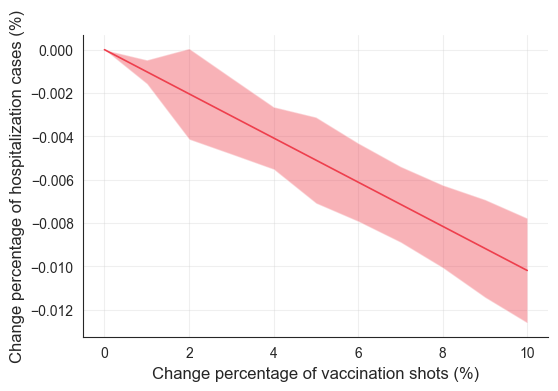 Change percentage of hospitalization cases (%)
0.000
−0.002
−0.004
−0.006
−0.008
−0.010
−0.012
0 2 4 6 8 10
Change percentage of vaccination shots (%)